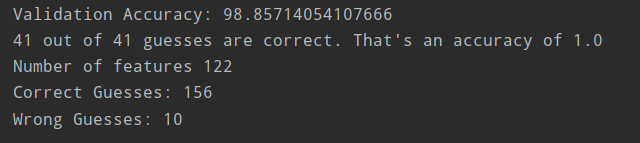 Validation Accuracy: 98.85714054107666
41 out of 41 guesses are correct. That's an accuracy of 1.0
Number of features 122
Correct Guesses: 156
Wrong Guesses: 10